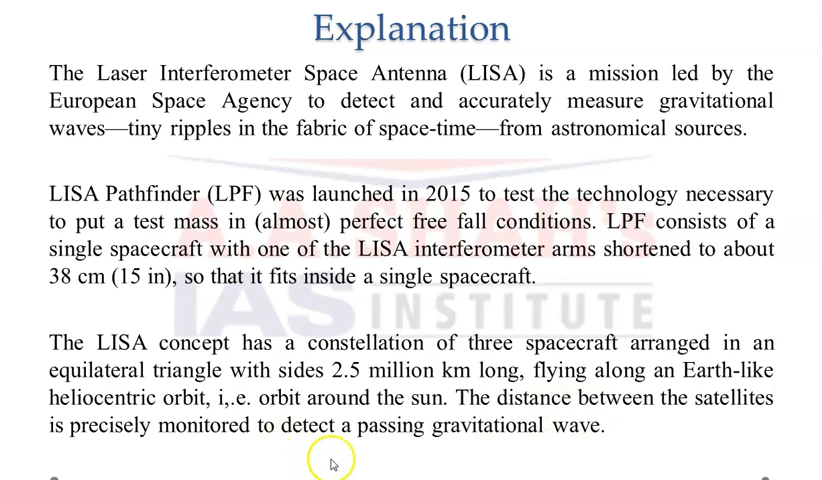 Explanation
The Laser Interferometer Space Antenna (LISA) is a mission led by the
European Space Agency to detect and accurately measure gravitational
waves—tiny ripples in the fabric of space-time—from astronomical sources.
LISA Pathfinder (LPF) was launched in 2015 to test the technology necessary
to put a test mass in (almost) perfect free fall conditions. LPF consists of a
single spacecraft with one of the LISA interferometer arms shortened to about
38 cm (15 in), so that it fits inside a single spacecraft.
The LISA concept has a constellation of three spacecraft arranged in an
equilateral triangle with sides 2.5 million km long, flying along an Earth-like
heliocentric orbit, i,.e. orbit around the sun. The distance between the satellites
is precisely monitored to detect a passing gravitational wave.
A.A.SHAH's
IAS INSTITUTE